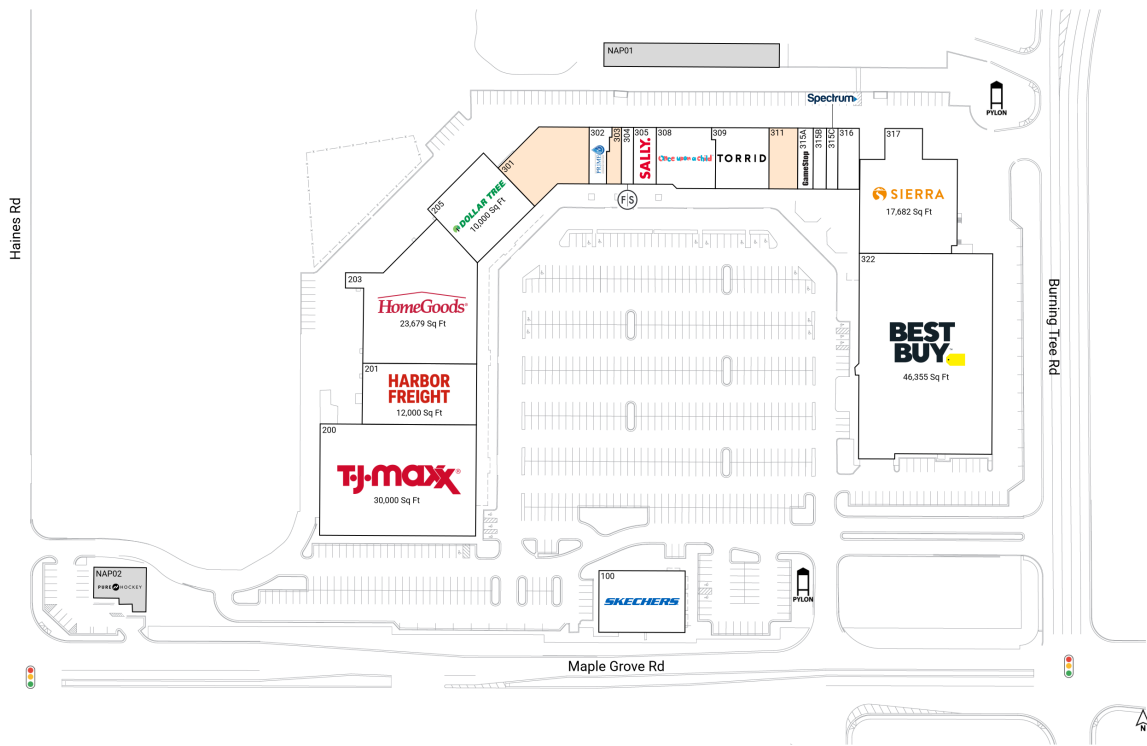 NAP01
PYLON
Spectrum
301
302
PRIME
303
304
305
SALLY.
308
Once upon a child
309
TORRID
311
315A
GameStop
315B
315C
316
317
SIERRA
17,682 Sq Ft
F S
205
DOLLAR TREE
10,000 Sq Ft
Haines Rd
203
HomeGoods®
23,679 Sq Ft
322
BEST
BUY
46,355 Sq Ft
Burning Tree Rd
201
HARBOR
FREIGHT
12,000 Sq Ft
200
T·J·maxx®
30,000 Sq Ft
NAP02
PURE HOCKEY
100
SKECHERS
PYLON
Maple Grove Rd
N